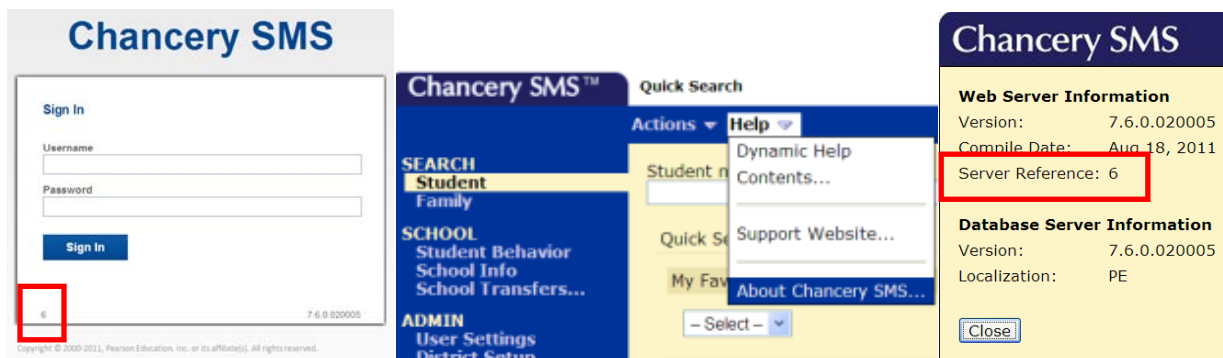 Chancery SMS
Sign In
Username
Password
Sign In
6 7.6.0.020005
Copyright © 2000-2011, Pearson Education, Inc. or its affiliate(s). All rights reserved.
Chancery SMS™
Quick Search
Actions Help
Dynamic Help
Contents...
Support Website...
About Chancery SMS...
SEARCH
Student
Family
SCHOOL
Student Behavior
School Info
School Transfers...
ADMIN
User Settings
District Setup
Student n
Quick Se
My Fav
– Select –
Chancery SMS
Web Server Information
Version: 7.6.0.020005
Compile Date: Aug 18, 2011
Server Reference: 6
Database Server Information
Version: 7.6.0.020005
Localization: PE
Close